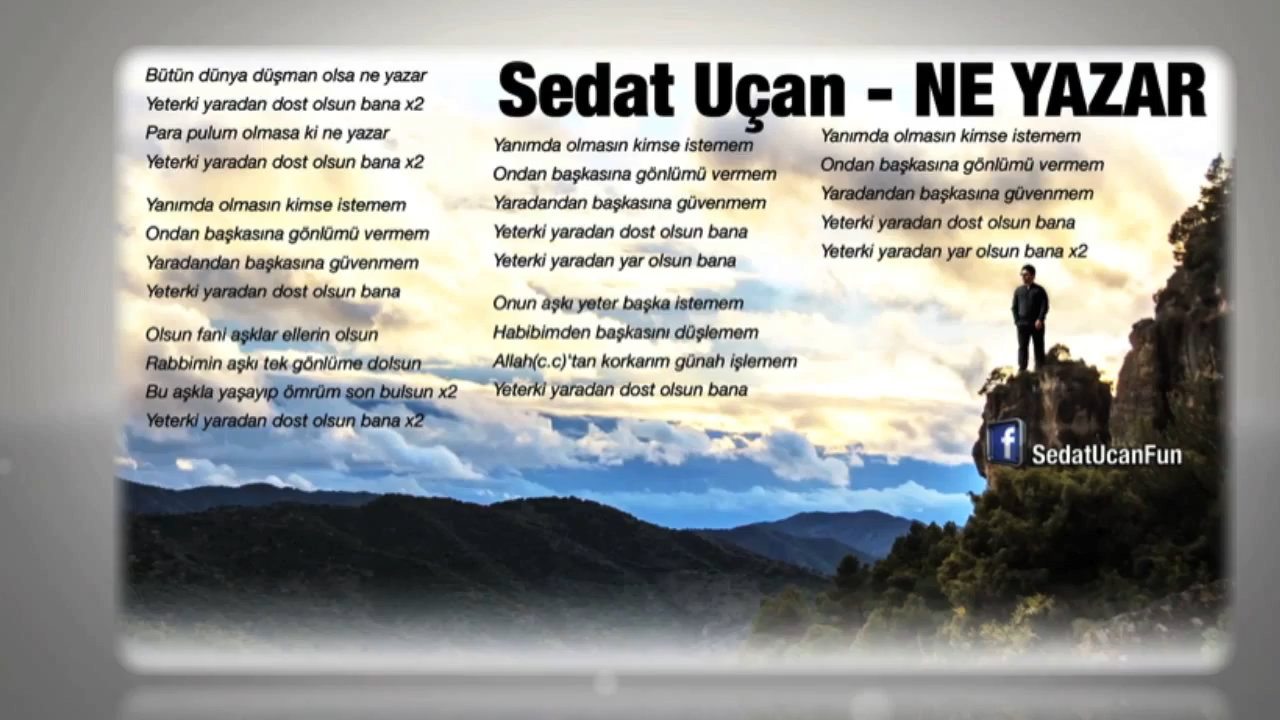 Sedat Uçan - NE YAZAR
Bütün dünya düşman olsa ne yazar
Yeterki yaradan dost olsun bana x2
Para pulum olmasa ki ne yazar
Yeterki yaradan dost olsun bana x2
Yanımda olmasın kimse istemem
Ondan başkasına gönlümü vermem
Yaradandan başkasına güvenmem
Yeterki yaradan dost olsun bana
Olsun fani aşklar ellerin olsun
Rabbimin aşkı tek gönlüme dolsun
Bu aşkla yaşayıp ömrüm son bulsun x2
Yeterki yaradan dost olsun bana x2
Yanımda olmasın kimse istemem
Ondan başkasına gönlümü vermem
Yaradandan başkasına güvenmem
Yeterki yaradan dost olsun bana
Yeterki yaradan yar olsun bana
Onun aşkı yeter başka istemem
Habibimden başkasını düşlemem
Allah(c.c)'tan korkarım günah işlemem
Yeterki yaradan dost olsun bana
Yanımda olmasın kimse istemem
Ondan başkasına gönlümü vermem
Yaradandan başkasına güvenmem
Yeterki yaradan dost olsun bana
Yeterki yaradan yar olsun bana x2
f SedatUcanFun